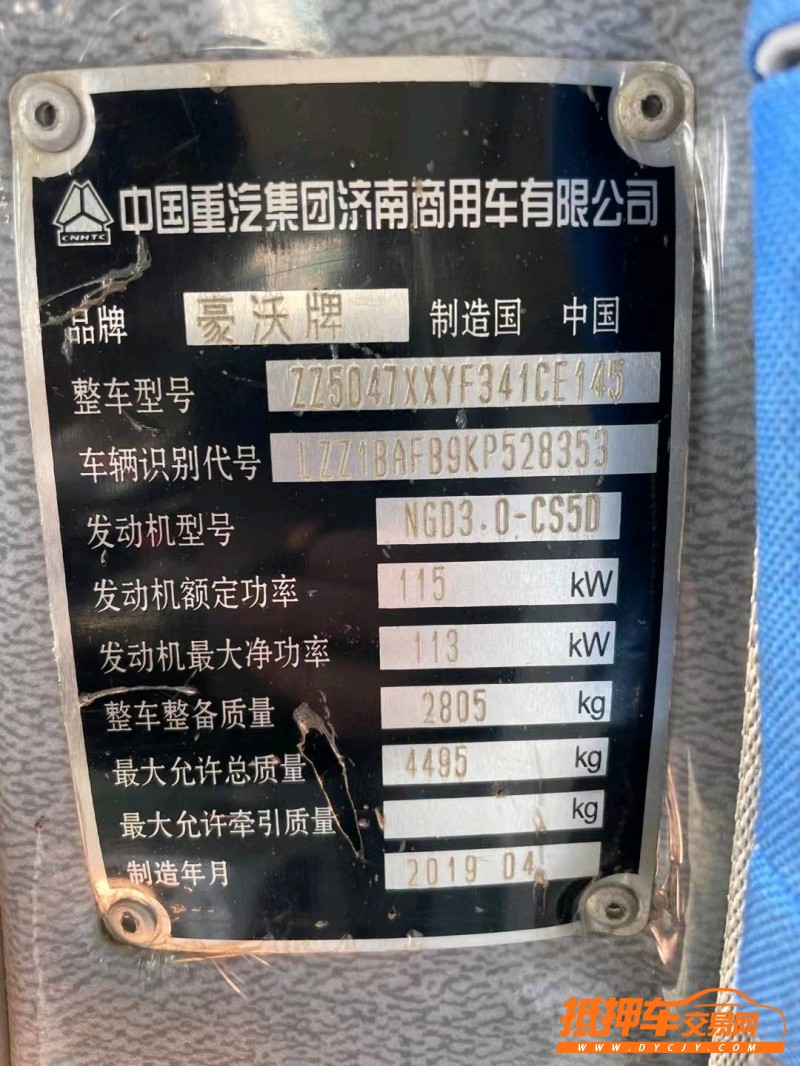 CNHTC 中国重汽集团济南商用车有限公司
品牌 豪沃牌 制造国 中国
整车型号 ZZ5047XXYF341CE145
车辆识别代号 LZZ1BAFB9KP528353
发动机型号 NGD3.0-CS5D
发动机额定功率 115 kW
发动机最大净功率 113 kW
整车整备质量 2805 kg
最大允许总质量 4495 kg
最大允许牵引质量 kg
制造年月 2019 04
抵押车交易网
WWW.DYCJY.COM